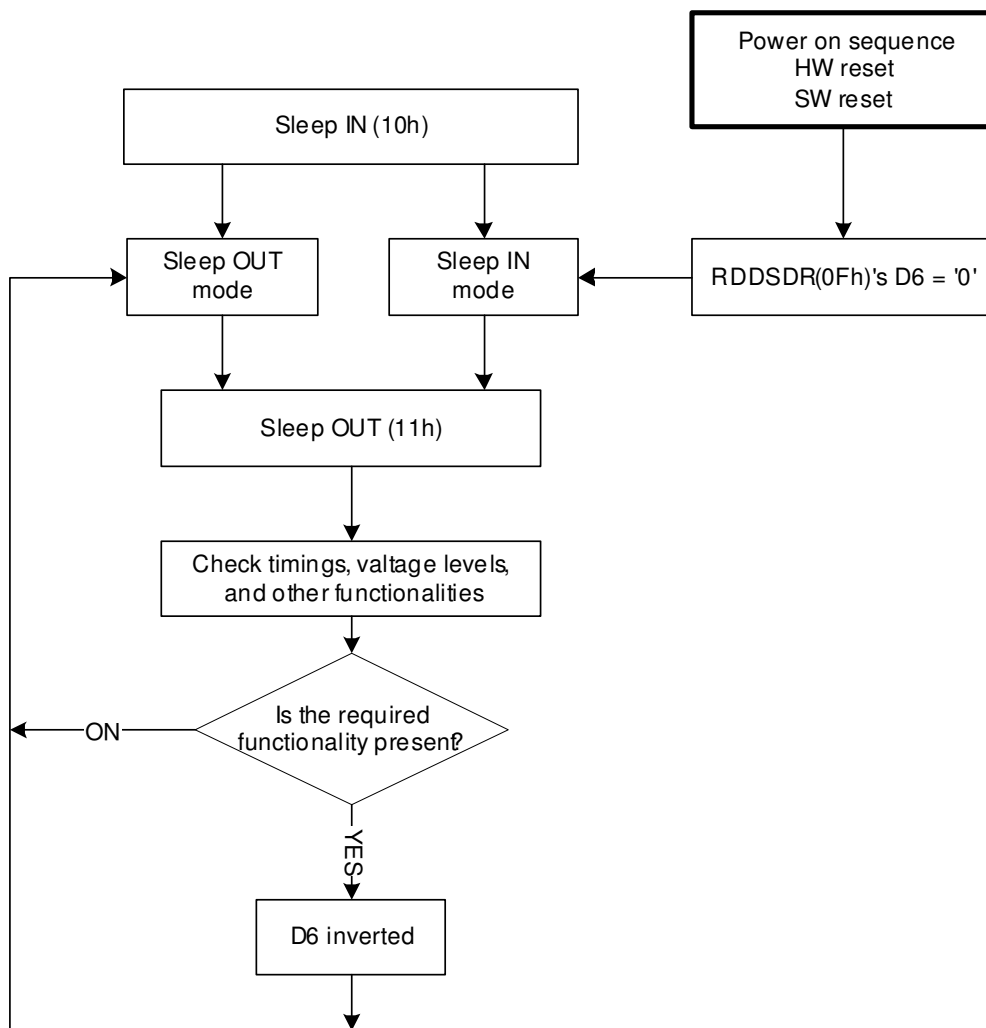 Power on sequence
HW reset
SW reset
Sleep IN (10h)
Sleep OUT
mode
Sleep IN
mode
RDDSDR(0Fh)'s D6 = '0'
Sleep OUT (11h)
Check timings, valtage levels,
and other functionalities
Is the required
functionality present?
ON
YES
D6 inverted